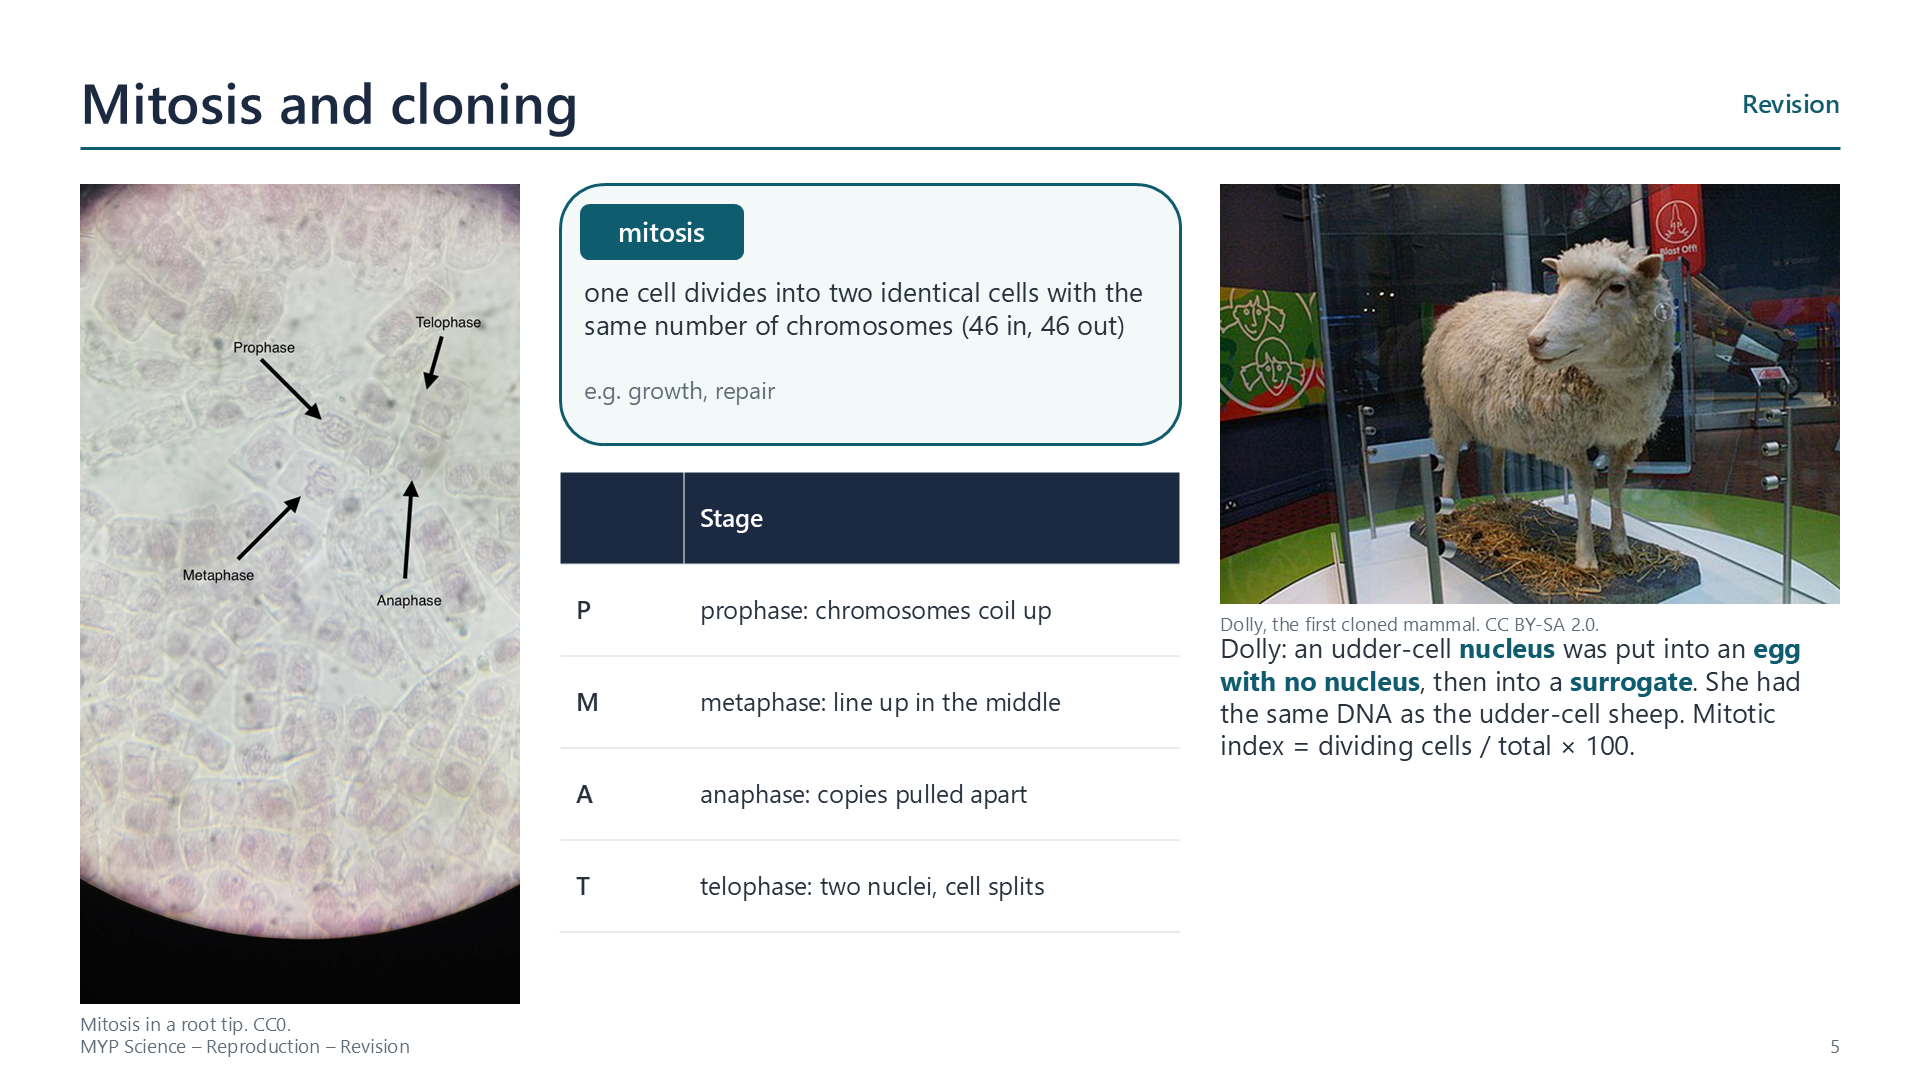 Mitosis and cloning
Revision
Prophase
Telophase
Metaphase
Anaphase
Mitosis in a root tip. CC0.
mitosis
one cell divides into two identical cells with the
same number of chromosomes (46 in, 46 out)
e.g. growth, repair
Stage
P prophase: chromosomes coil up
M metaphase: line up in the middle
A anaphase: copies pulled apart
T telophase: two nuclei, cell splits
Blast Off!
Dolly, the first cloned mammal. CC BY-SA 2.0.
Dolly: an udder-cell nucleus was put into an egg
with no nucleus, then into a surrogate. She had
the same DNA as the udder-cell sheep. Mitotic
index = dividing cells / total × 100.
MYP Science – Reproduction – Revision
5